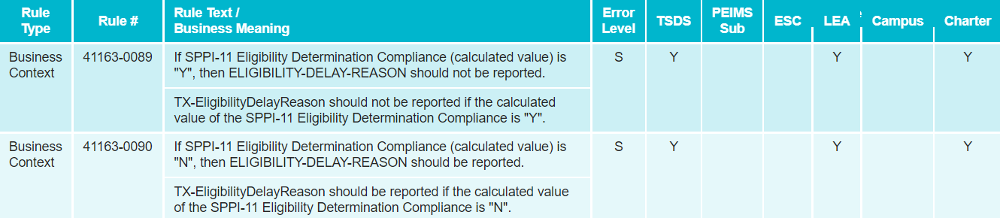 Rule Type
Rule #
Rule Text /
Business Meaning
Error Level
TSDS
PEIMS Sub
ESC
LEA
Campus
Charter
Business Context
41163-0089
If SPPI-11 Eligibility Determination Compliance (calculated value) is
"Y", then ELIGIBILITY-DELAY-REASON should not be reported.
S
Y
Y
Y
TX-EligibilityDelayReason should not be reported if the calculated
value of the SPPI-11 Eligibility Determination Compliance is "Y".
Business Context
41163-0090
If SPPI-11 Eligibility Determination Compliance (calculated value) is
"N", then ELIGIBILITY-DELAY-REASON should be reported.
S
Y
Y
Y
TX-EligibilityDelayReason should be reported if the calculated value
of the SPPI-11 Eligibility Determination Compliance is "N".